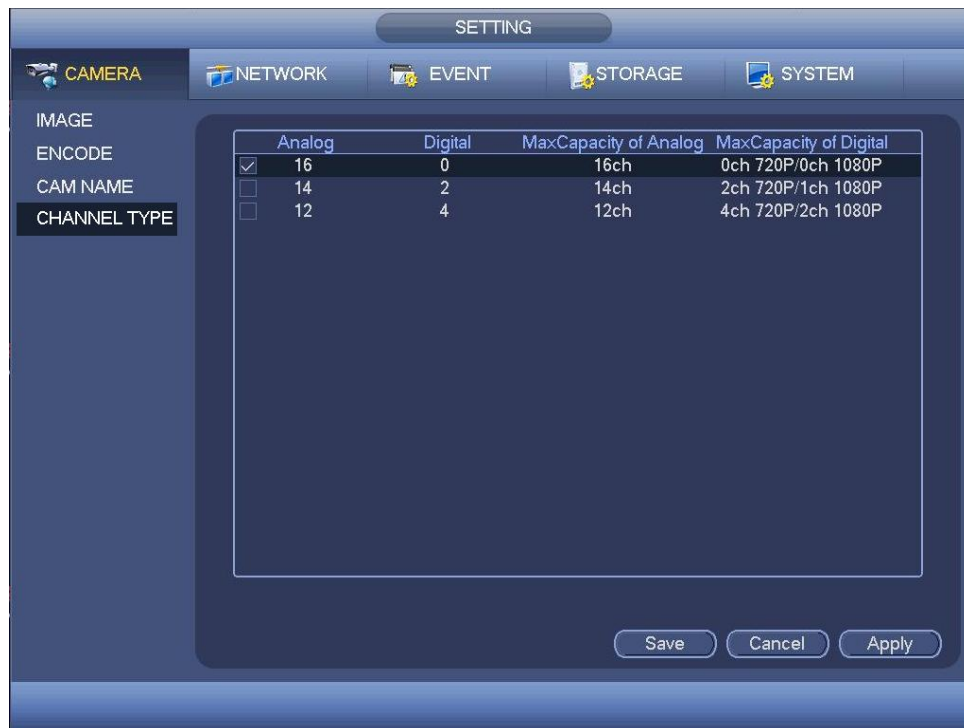 SETTING
CAMERA NETWORK EVENT STORAGE SYSTEM
IMAGE
ENCODE
CAM NAME
CHANNEL TYPE
Analog Digital MaxCapacity of Analog MaxCapacity of Digital
16 0 16ch 0ch 720P/0ch 1080P
14 2 14ch 2ch 720P/1ch 1080P
12 4 12ch 4ch 720P/2ch 1080P
Save Cancel Apply